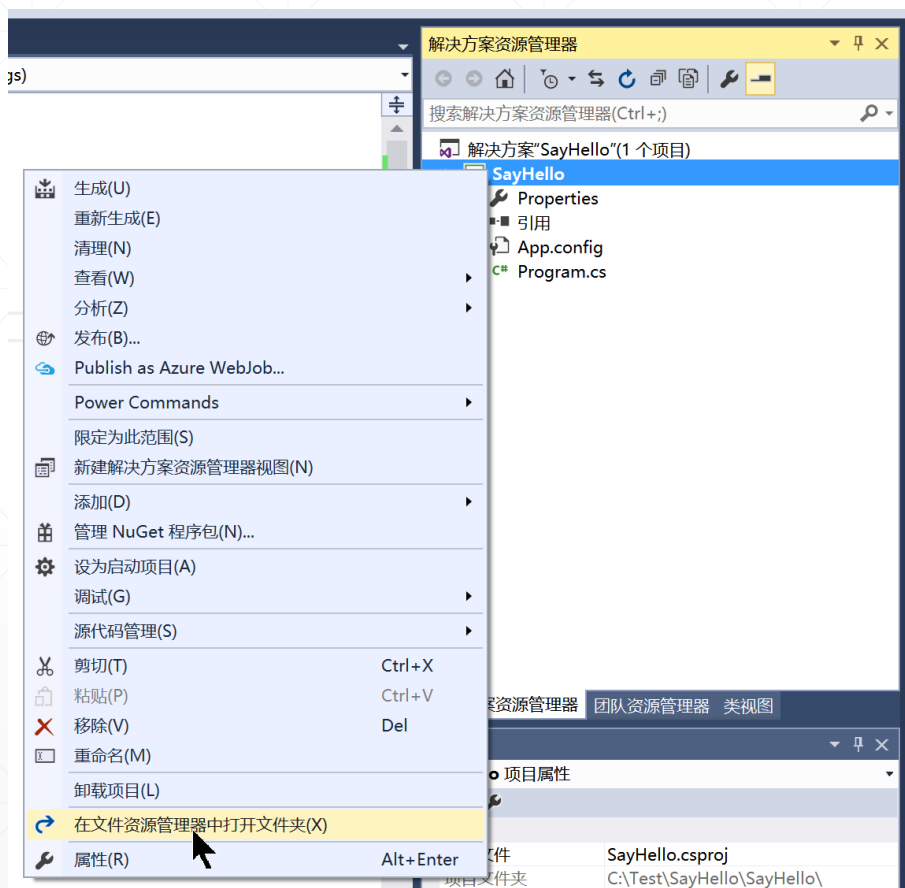 解决方案资源管理器
gs)
搜索解决方案资源管理器(Ctrl+;)
解决方案"SayHello"(1 个项目)
SayHello
Properties
引用
App.config
C# Program.cs
生成(U)
重新生成(E)
清理(N)
查看(W)
分析(Z)
发布(B)...
Publish as Azure WebJob...
Power Commands
限定为此范围(S)
新建解决方案资源管理器视图(N)
添加(D)
管理 NuGet 程序包(N)...
设为启动项目(A)
调试(G)
源代码管理(S)
剪切(T) Ctrl+X
粘贴(P) Ctrl+V
移除(V) Del
重命名(M)
卸载项目(L)
在文件资源管理器中打开文件夹(X)
属性(R) Alt+Enter
案资源管理器 团队资源管理器 类视图
o 项目属性
文件 SayHello.csproj
项目文件夹 C:\Test\SayHello\SayHello\